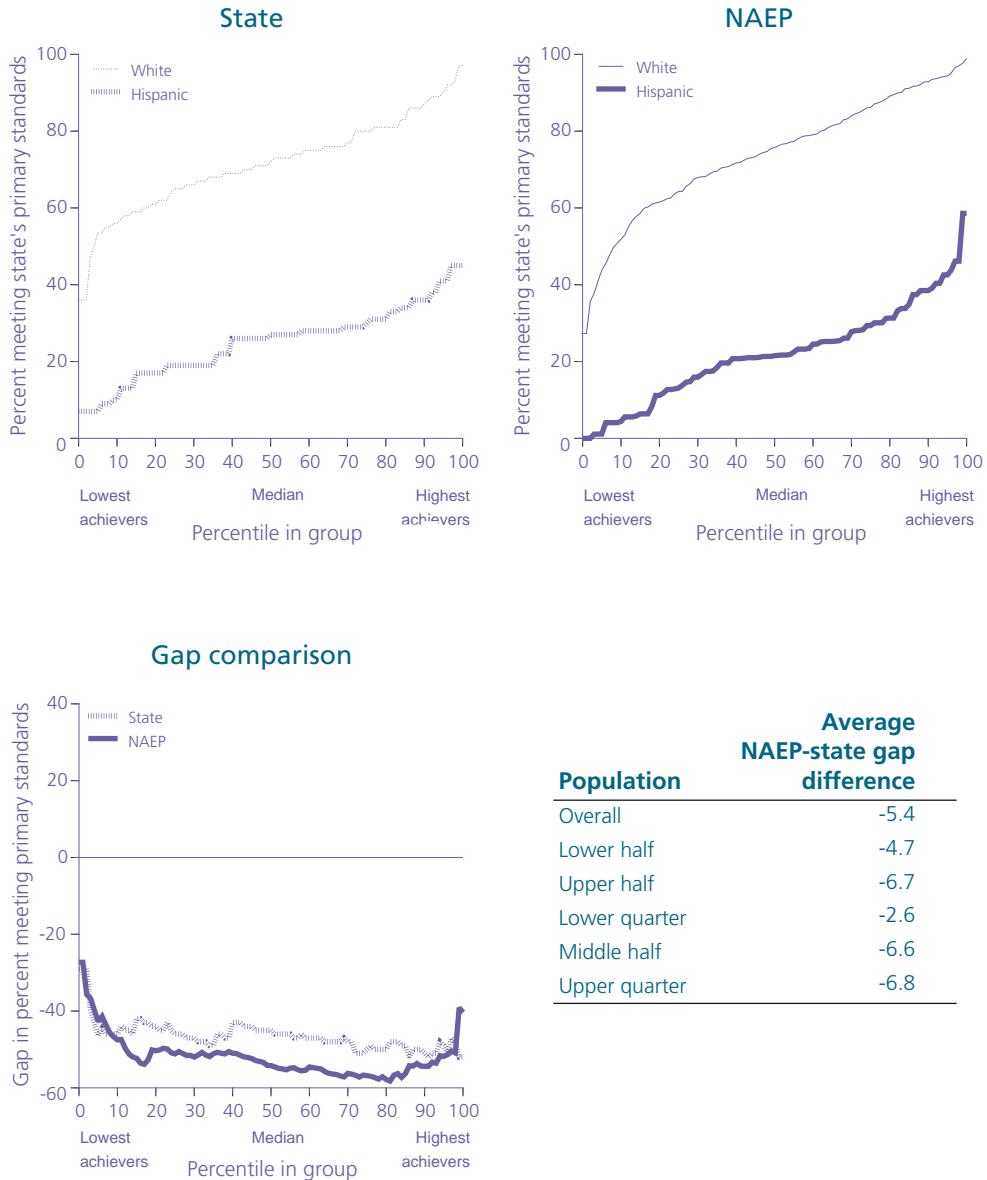 State
Percent meeting state's primary standards
100
80
60
40
20
0
White
Hispanic
0 10 20 30 40 50 60 70 80 90 100
Lowest achievers
Median
Highest achievers
Percentile in group
NAEP
Percent meeting state's primary standards
100
80
60
40
20
0
White
Hispanic
0 10 20 30 40 50 60 70 80 90 100
Lowest achievers
Median
Highest achievers
Percentile in group
Gap comparison
Gap in percent meeting primary standards
40
20
0
-20
-40
-60
State
NAEP
0 10 20 30 40 50 60 70 80 90 100
Lowest achievers
Median
Highest achievers
Percentile in group
Average
NAEP-state gap
Population difference
Overall -5.4
Lower half -4.7
Upper half -6.7
Lower quarter -2.6
Middle half -6.6
Upper quarter -6.8